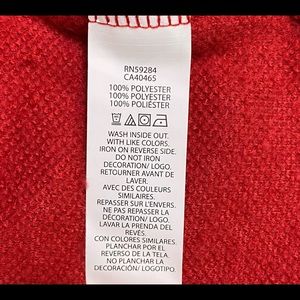 RN59284
CA40465
100% POLYESTER
100% POLYESTER
100% POLIÉSTER
WASH INSIDE OUT.
WITH LIKE COLORS.
IRON ON REVERSE SIDE.
DO NOT IRON
DECORATION/ LOGO.
RETOURNER AVANT DE
LAVER.
AVEC DES COULEURS
SIMILAIRES.
REPASSER SUR L'ENVERS.
NE PAS REPASSER LA
DÉCORATION/ LOGO.
LAVAR LA PRENDA DEL
REVÉS.
CON COLORES SIMILARES.
PLANCHAR POR EL
REVERSO DE LA TELA.
NO PLANCHAR LA
DECORACIÓN/ LOGOTIPO.